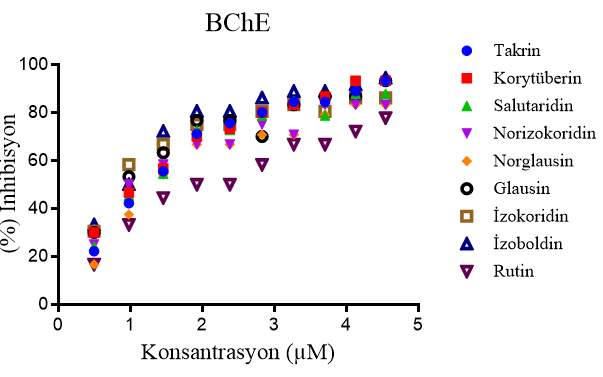 BChE
(%) İnhibisyon
100
80
60
40
20
0
0 1 2 3 4 5
Konsantrasyon (µM)
Takrin
Korytüberin
Salutaridin
Norizokoridin
Norglausin
Glausin
İzokoridin
İzoboldin
Rutin